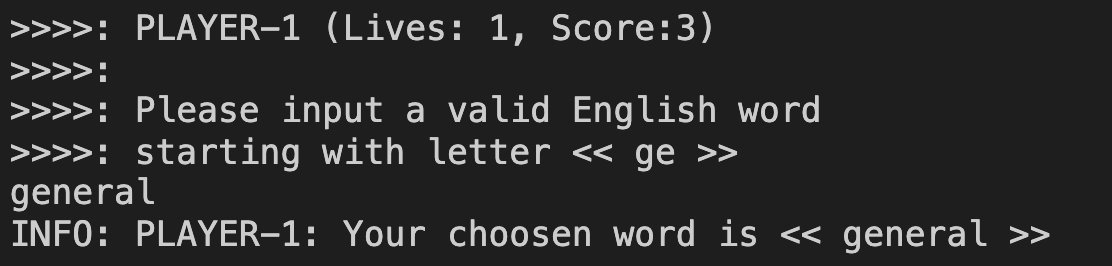 >>>>: PLAYER-1 (Lives: 1, Score:3)
>>>>:
>>>>: Please input a valid English word
>>>>: starting with letter << ge >>
general
INFO: PLAYER-1: Your choosen word is << general >>